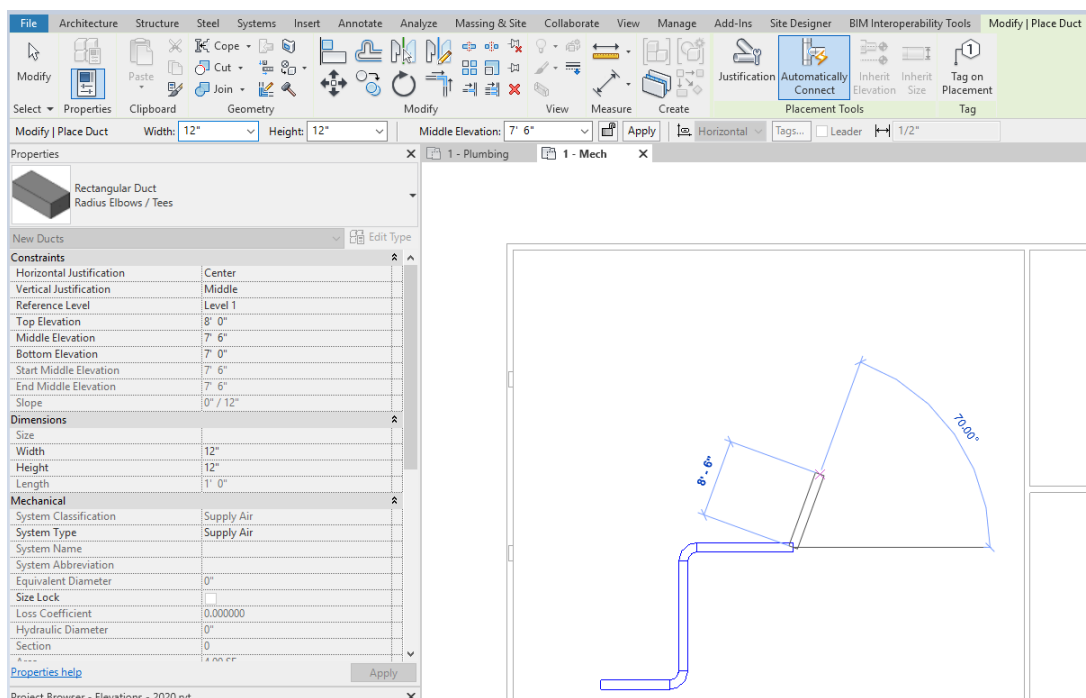 File Architecture Structure Steel Systems Insert Annotate Analyze Massing & Site Collaborate View Manage Add-Ins Site Designer BIM Interoperability Tools Modify | Place Duct
Modify
Paste
Cope
Cut
Join
Justification
Automatically Connect
Inherit Elevation
Inherit Size
1
Tag on Placement
Select Properties Clipboard Geometry Modify View Measure Create Placement Tools Tag
Modify | Place Duct Width: 12" Height: 12" Middle Elevation: 7' 6" Apply Horizontal Tags... Leader 1/2"
Properties
1 - Plumbing 1 - Mech
Rectangular Duct
Radius Elbows / Tees
New Ducts Edit Type
Constraints
Horizontal Justification Center
Vertical Justification Middle
Reference Level Level 1
Top Elevation 8' 0"
Middle Elevation 7' 6"
Bottom Elevation 7' 0"
Start Middle Elevation 7' 6"
End Middle Elevation 7' 6"
Slope 0" / 12"
Dimensions
Size
Width 12"
Height 12"
Length 1' 0"
Mechanical
System Classification Supply Air
System Type Supply Air
System Name
System Abbreviation
Equivalent Diameter 0"
Size Lock
Loss Coefficient 0.000000
Hydraulic Diameter 0"
Section 0
Properties help Apply
Project Browser - Elevations - 2020.rvt
70.00°
8' - 6"